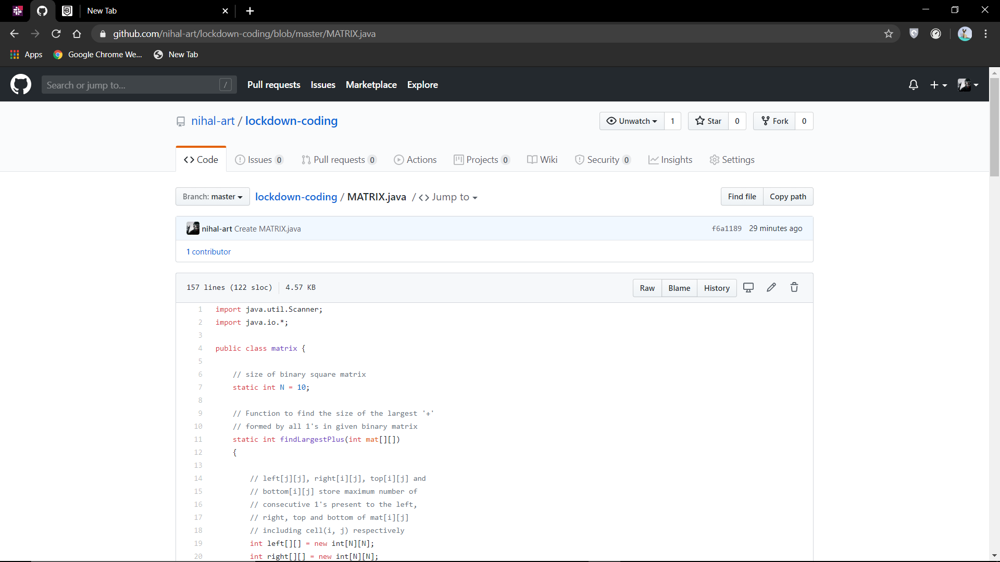 New Tab
github.com/nihal-art/lockdown-coding/blob/master/MATRIX.java
Apps Google Chrome We... New Tab
Search or jump to... / Pull requests Issues Marketplace Explore
nihal-art / lockdown-coding Unwatch 1 Star 0 Fork 0
Code Issues 0 Pull requests 0 Actions Projects 0 Wiki Security 0 Insights Settings
Branch: master lockdown-coding / MATRIX.java / <> Jump to Find file Copy path
nihal-art Create MATRIX.java f6a1189 29 minutes ago
1 contributor
157 lines (122 sloc) 4.57 KB Raw Blame History
1 import java.util.Scanner;
2 import java.io.*;
3
4 public class matrix {
5
6 // size of binary square matrix
7 static int N = 10;
8
9 // Function to find the size of the largest '+'
10 // formed by all 1's in given binary matrix
11 static int findLargestPlus(int mat[][])
12 {
13
14 // left[j][j], right[i][j], top[i][j] and
15 // bottom[i][j] store maximum number of
16 // consecutive 1's present to the left,
17 // right, top and bottom of mat[i][j]
18 // including cell(i, j) respectively
19 int left[][] = new int[N][N];
20 int right[][] = new int[N][N];